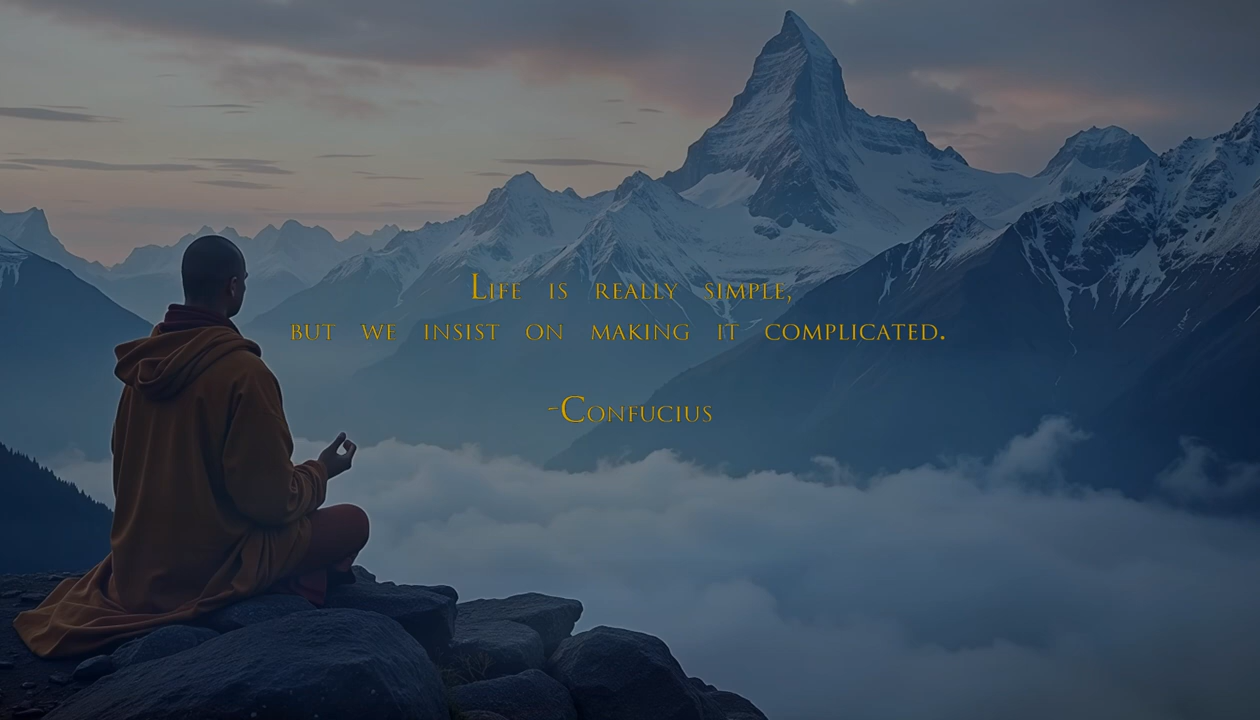 Life is really simple,
but we insist on making it complicated.
-Confucius